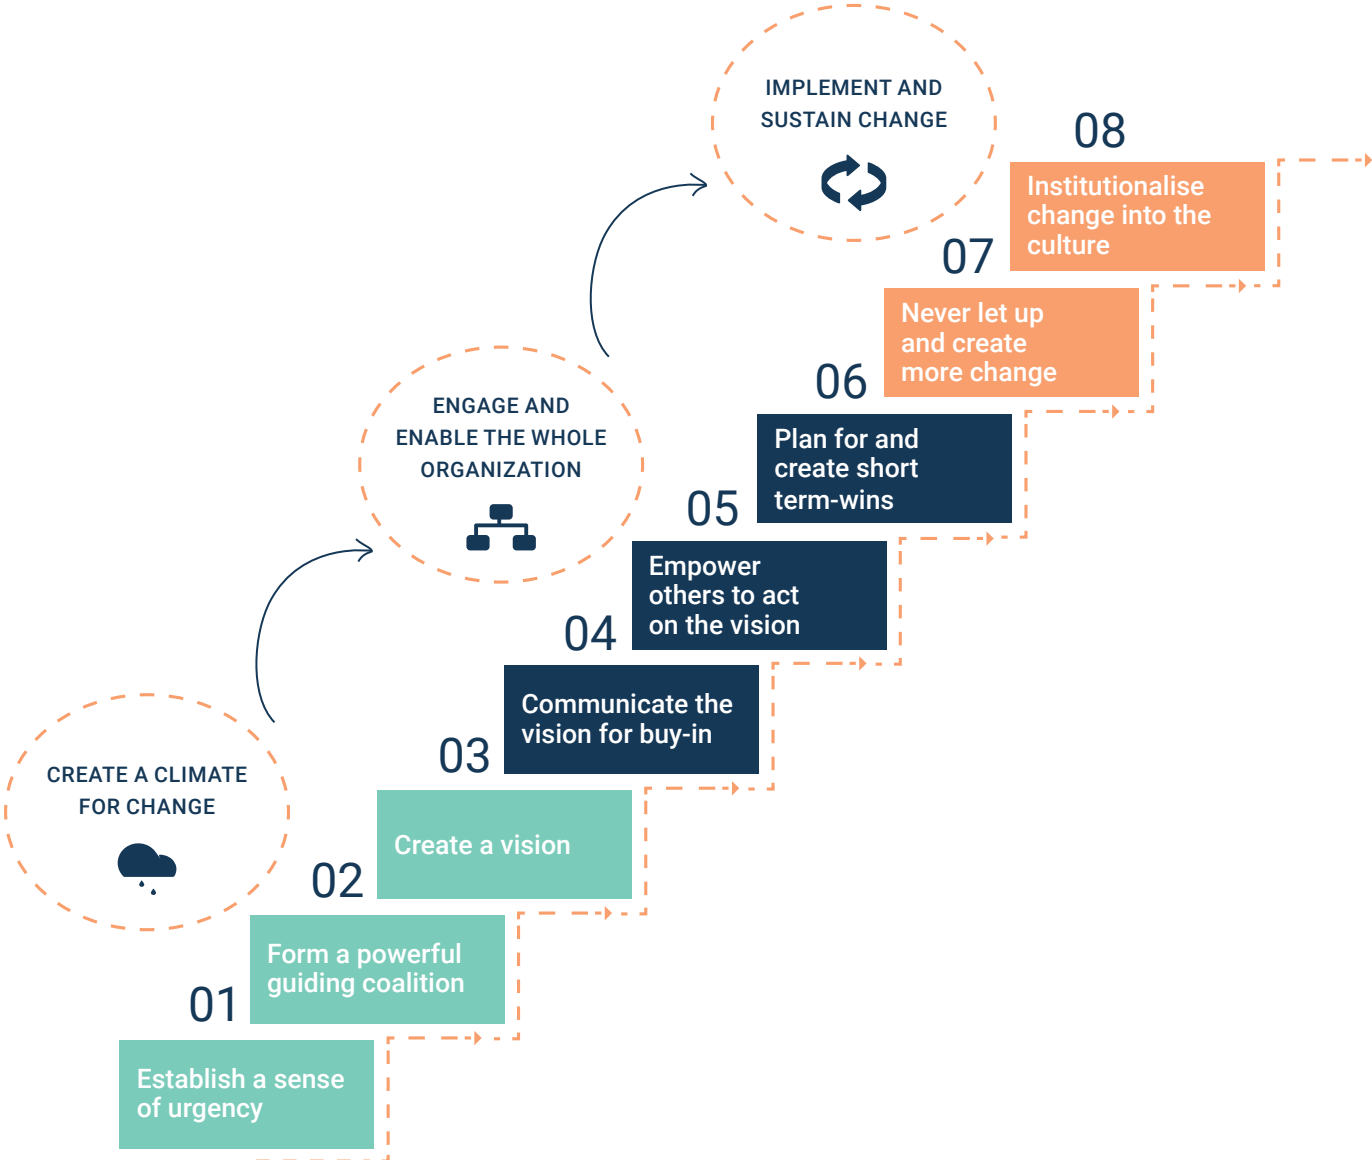 IMPLEMENT AND
SUSTAIN CHANGE
08
Institutionalise
change into the
culture
07
Never let up
and create
more change
06
Plan for and
create short
term-wins
ENGAGE AND
ENABLE THE WHOLE
ORGANIZATION
05
Empower
others to act
on the vision
04
Communicate the
vision for buy-in
03
Create a vision
CREATE A CLIMATE
FOR CHANGE
02
Form a powerful
guiding coalition
01
Establish a sense
of urgency